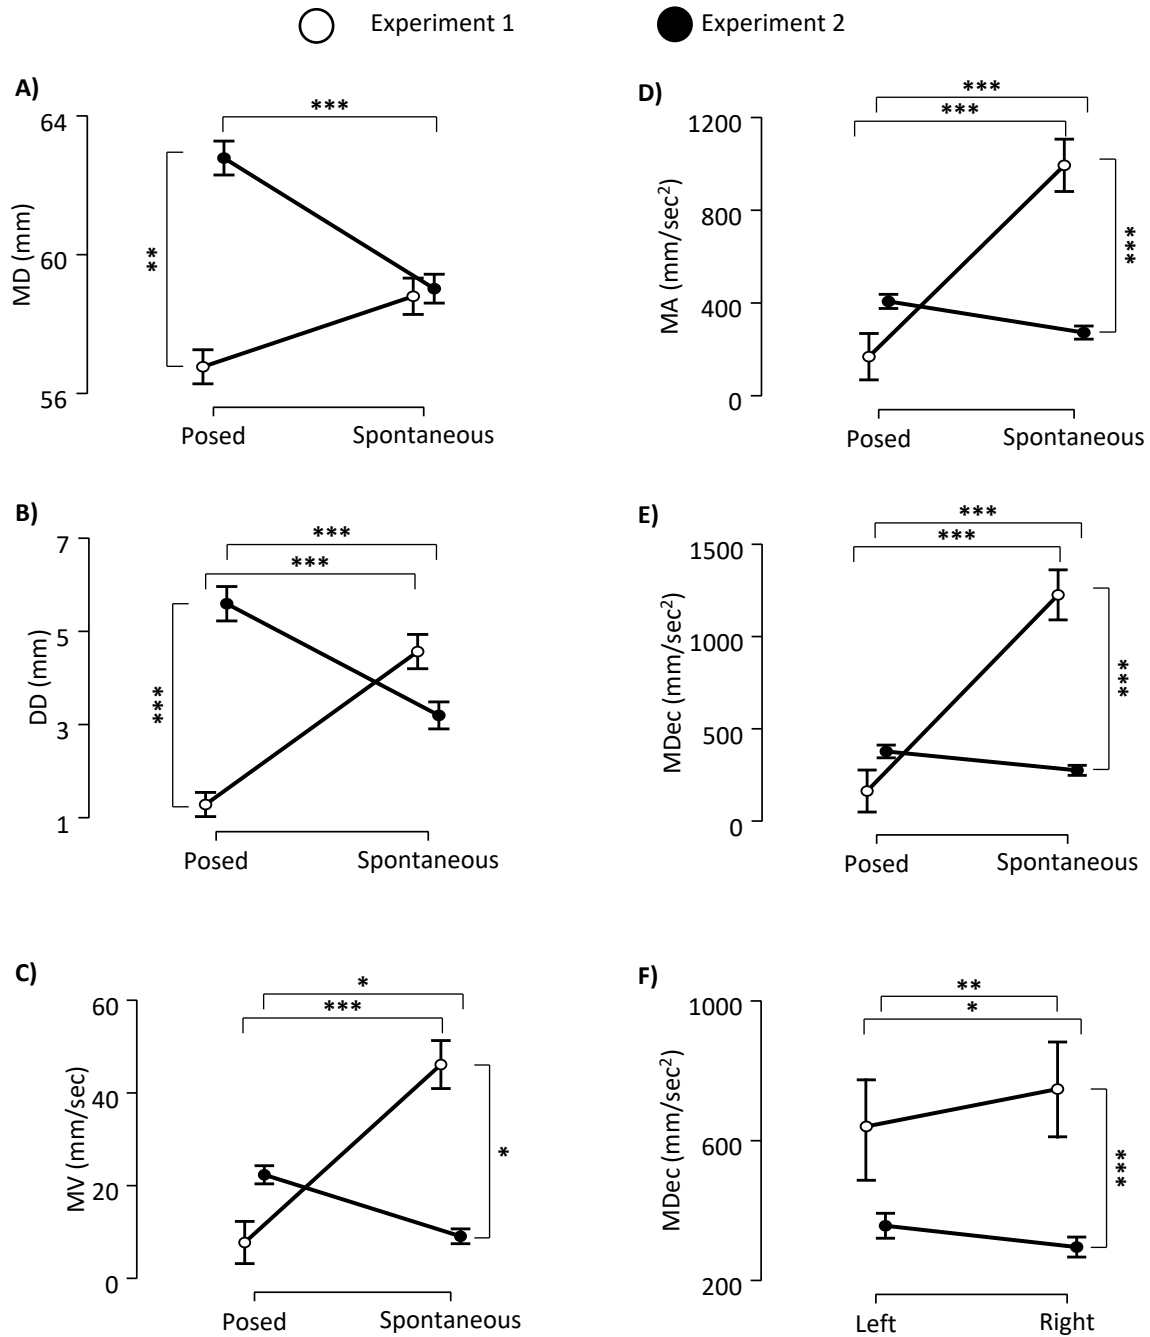 Experiment 1
Experiment 2
A)
***
64
60
56
MD (mm)
**
Posed
Spontaneous
B)
***
***
7
5
3
1
DD (mm)
***
Posed
Spontaneous
C)
*
***
60
40
20
0
MV (mm/sec)
*
Posed
Spontaneous
D)
***
***
1200
800
400
0
MA (mm/sec²)
***
Posed
Spontaneous
E)
***
***
1500
1000
500
0
MDec (mm/sec²)
***
Posed
Spontaneous
F)
**
*
1000
600
200
MDec (mm/sec²)
***
Left
Right